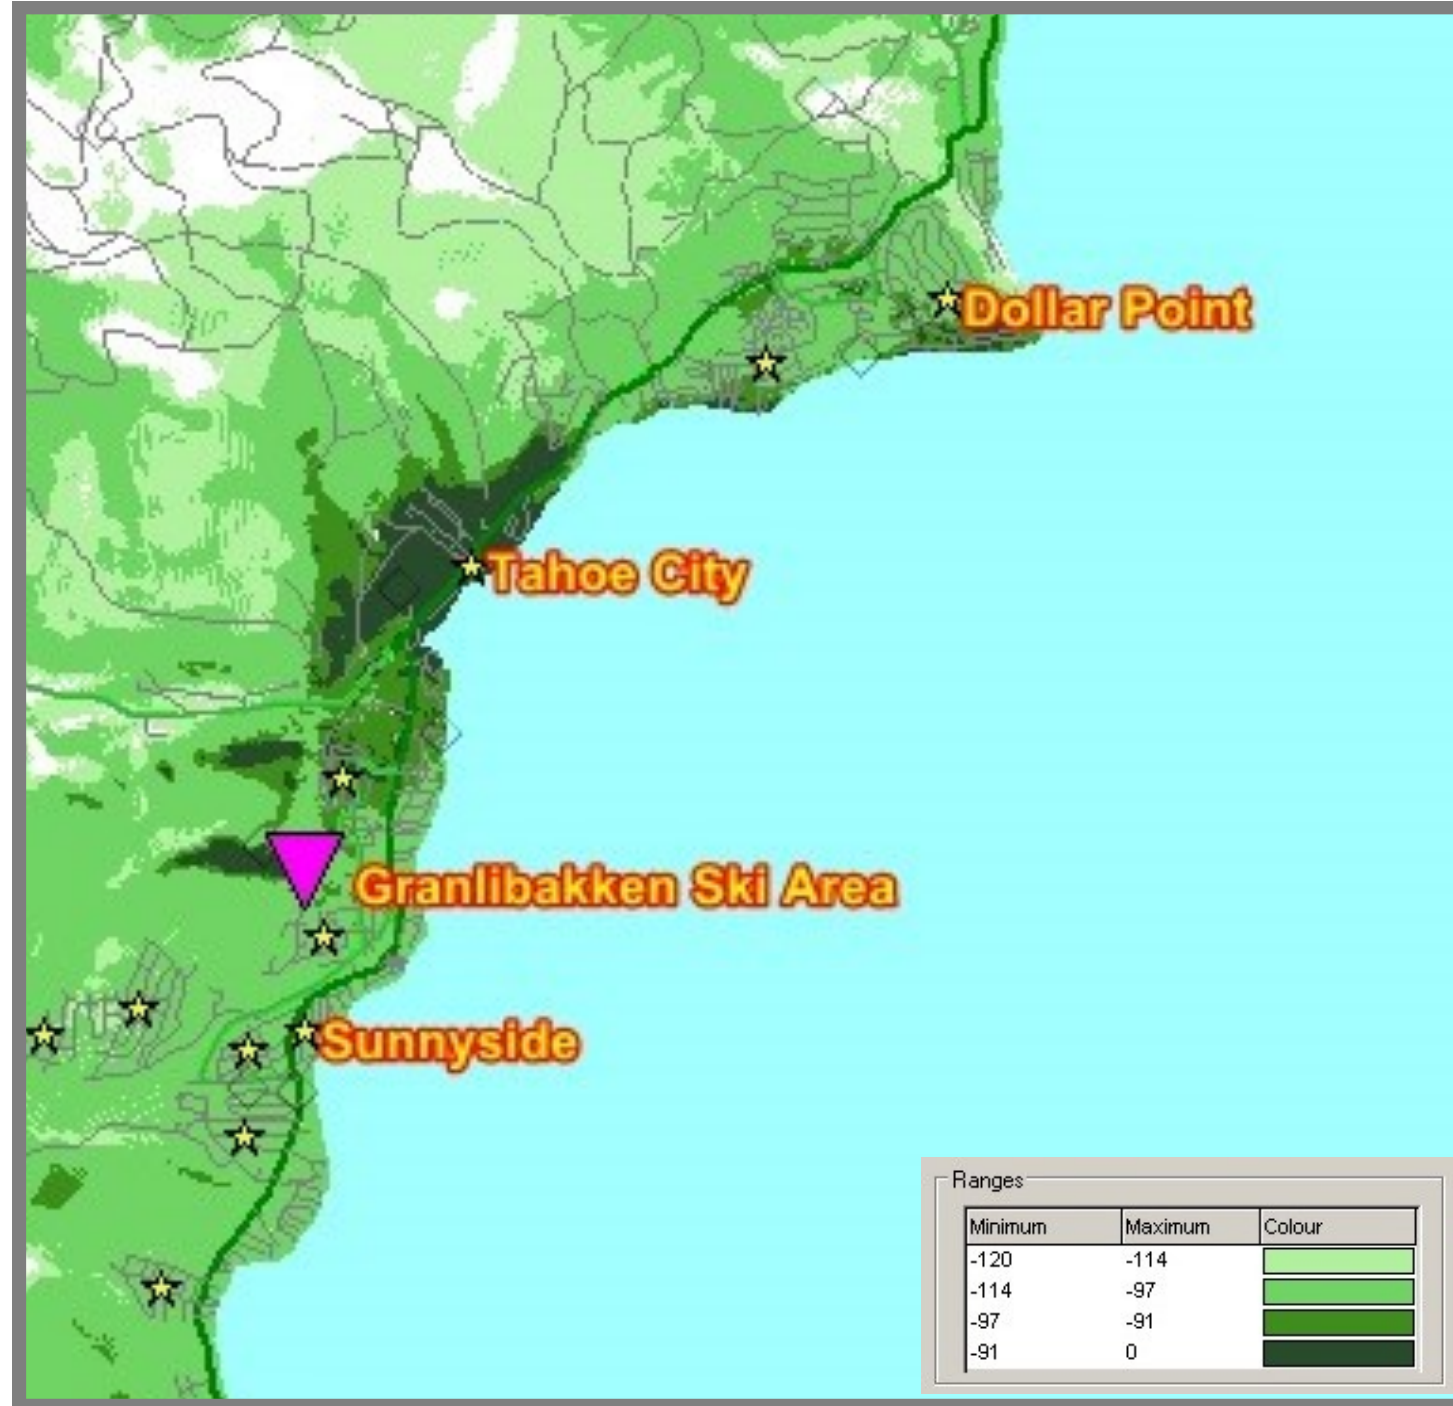 Dollar Point
Tahoe City
Granlibakken Ski Area
Sunnyside
Ranges
Minimum Maximum Colour
-120 -114
-114 -97
-97 -91
-91 0